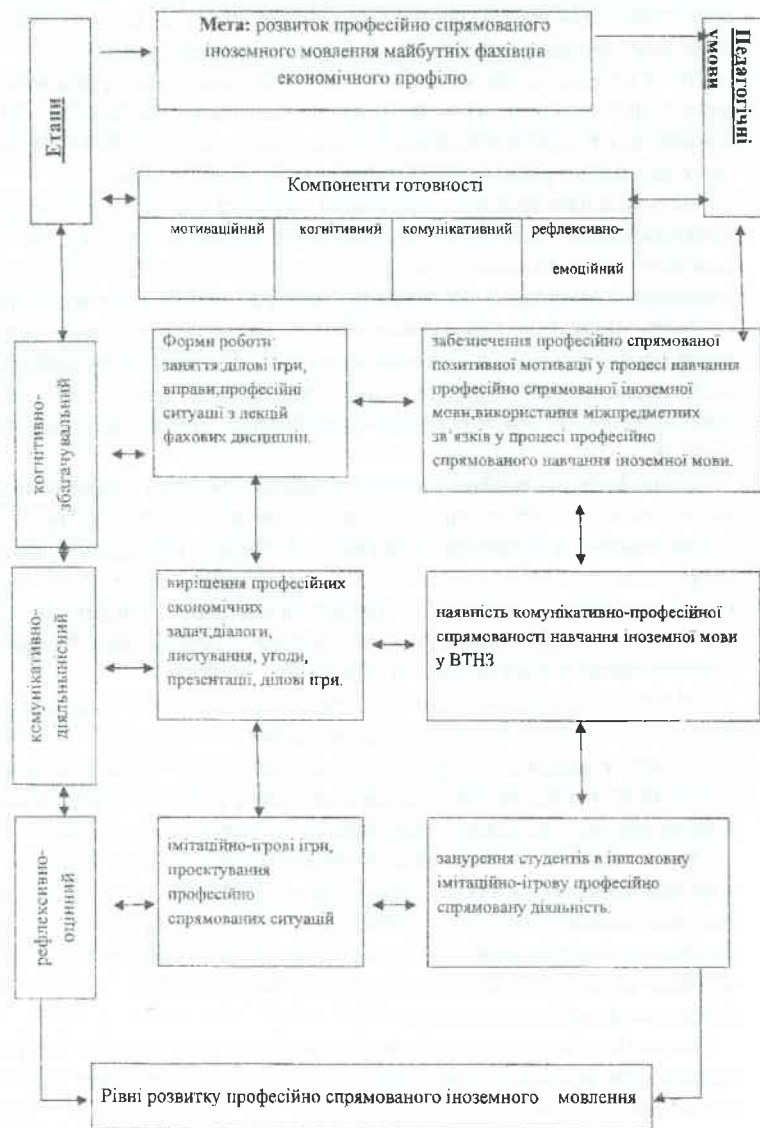 Мета: розвиток професійно спрямованого
іноземного мовлення майбутніх фахівців
економічного профілю
Етапи
Педагогічні
умови
Компоненти готовності
мотиваційний
когнітивний
комунікативний
рефлексивно-
емоційний
когнітивно-
збагачувальний
Форми роботи:
заняття,ділові ігри,
вправи,професійні
ситуації з лекцій
фахових дисциплін.
забезпечення професійно спрямованої
позитивної мотивації у процесі навчання
професійно спрямованої іноземної
мови,використання міжпредметних
зв’язків у процесі професійно
спрямованого навчання іноземної мови.
комунікативно-
діяльнісний
вирішення професійних
економічних
задач,діалоги,
листування, угоди,
презентації, ділові ігри.
наявність комунікативно-професійної
спрямованості навчання іноземної мови
у ВТНЗ
рефлексивно-
оцінний
імітаційно-ігрові ігри,
проектування
професійно
спрямованих ситуацій
занурення студентів в іншомовну
імітаційно-ігрову професійно
спрямовану діяльність.
Рівні розвитку професійно спрямованого іноземного мовлення